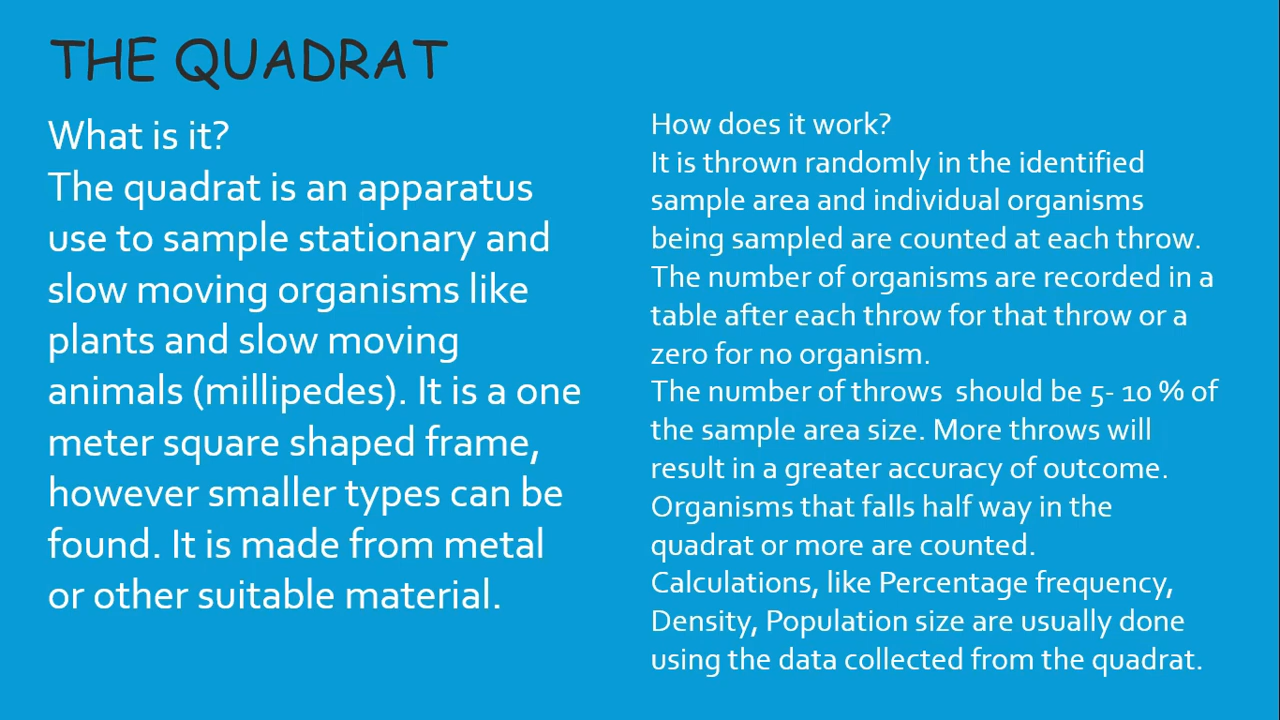 THE QUADRAT
What is it?
The quadrat is an apparatus
use to sample stationary and
slow moving organisms like
plants and slow moving
animals (millipedes). It is a one
meter square shaped frame,
however smaller types can be
found. It is made from metal
or other suitable material.
How does it work?
It is thrown randomly in the identified
sample area and individual organisms
being sampled are counted at each throw.
The number of organisms are recorded in a
table after each throw for that throw or a
zero for no organism.
The number of throws  should be 5- 10 % of
the sample area size. More throws will
result in a greater accuracy of outcome.
Organisms that falls half way in the
quadrat or more are counted.
Calculations, like Percentage frequency,
Density, Population size are usually done
using the data collected from the quadrat.